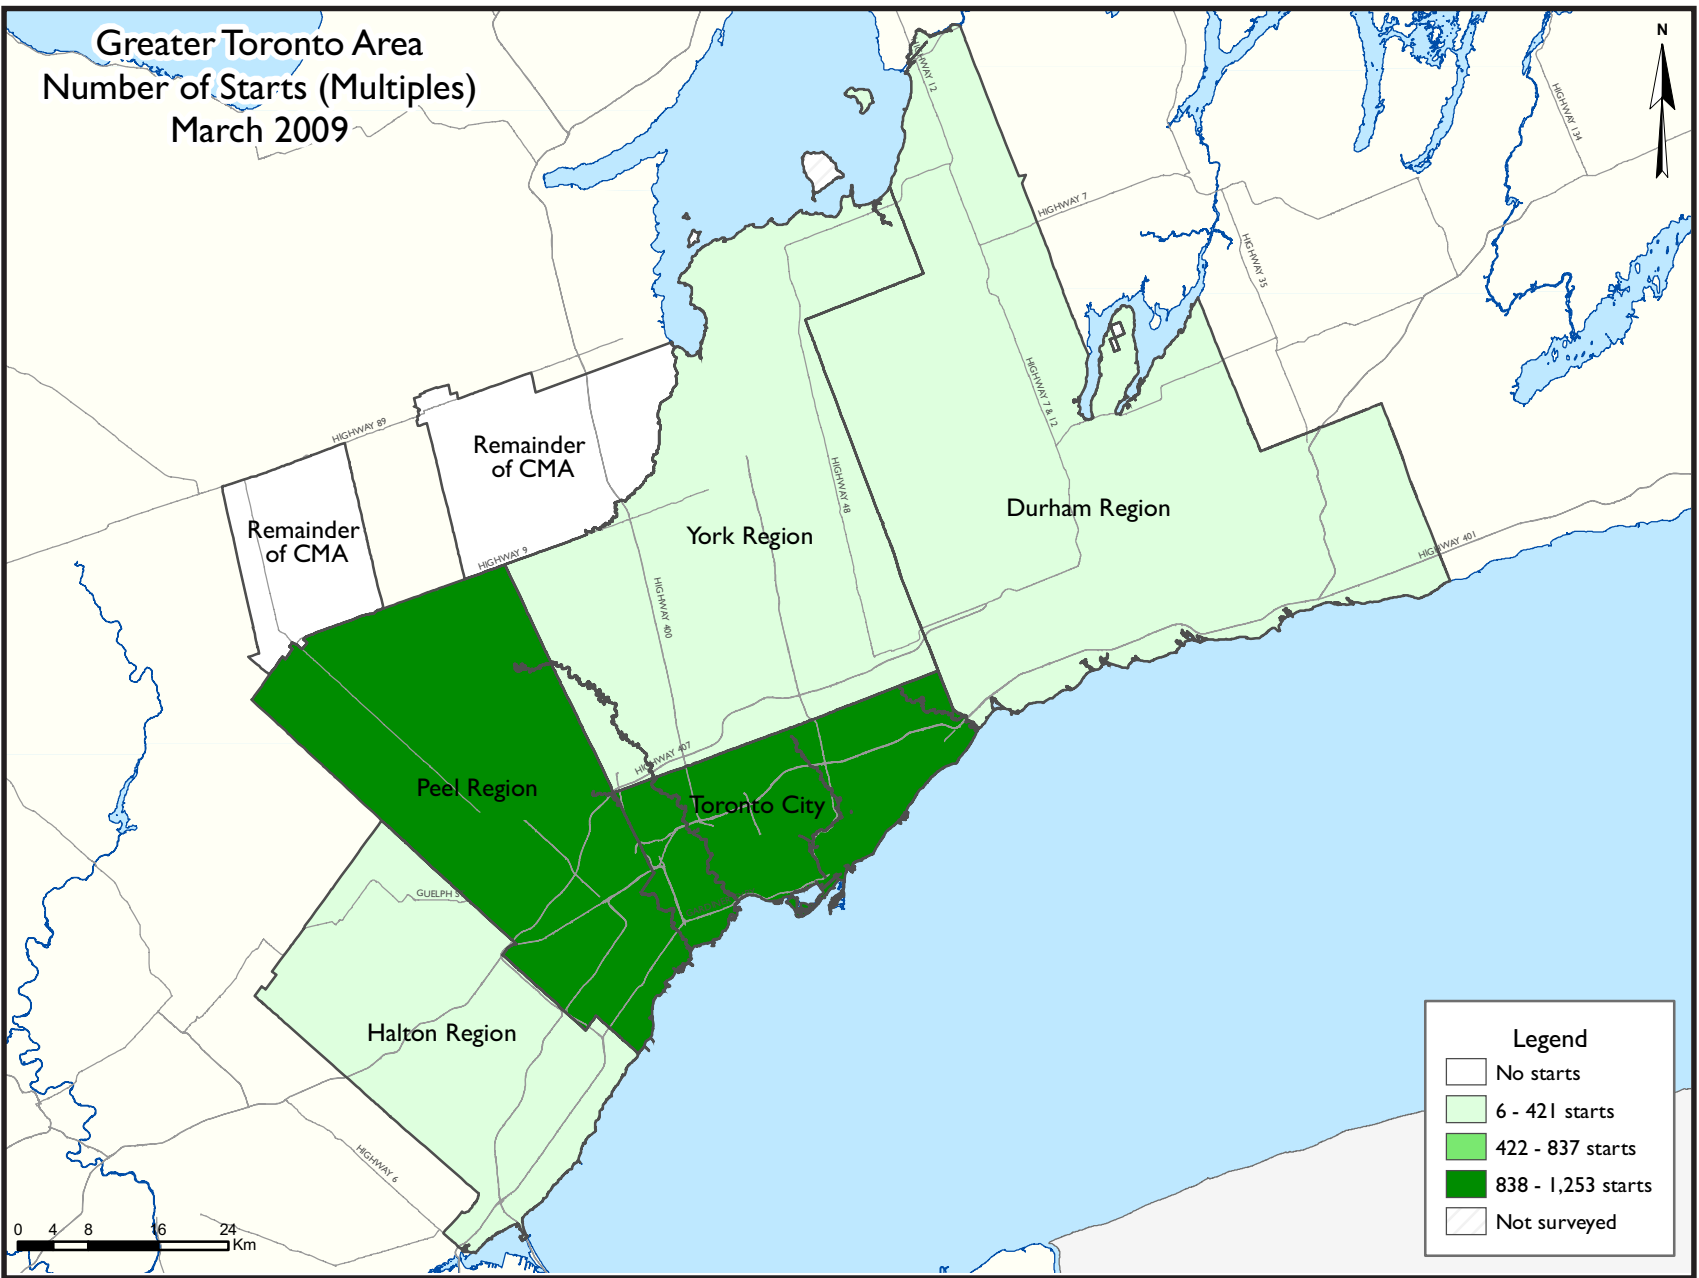 Greater Toronto Area
Number of Starts (Multiples)
March 2009
N
HIGHWAY 12
HIGHWAY 134
HIGHWAY 7
HIGHWAY 35
HIGHWAY 89
Remainder
of CMA
HIGHWAY 7 & 12
HIGHWAY 48
Durham Region
Remainder
of CMA
York Region
HIGHWAY 9
HIGHWAY 401
HIGHWAY 400
HIGHWAY 407
Peel Region
Toronto City
GUELPH S
Halton Region
HIGHWAY 6
Legend
No starts
6 - 421 starts
422 - 837 starts
838 - 1,253 starts
Not surveyed
0 4 8 16 24
Km